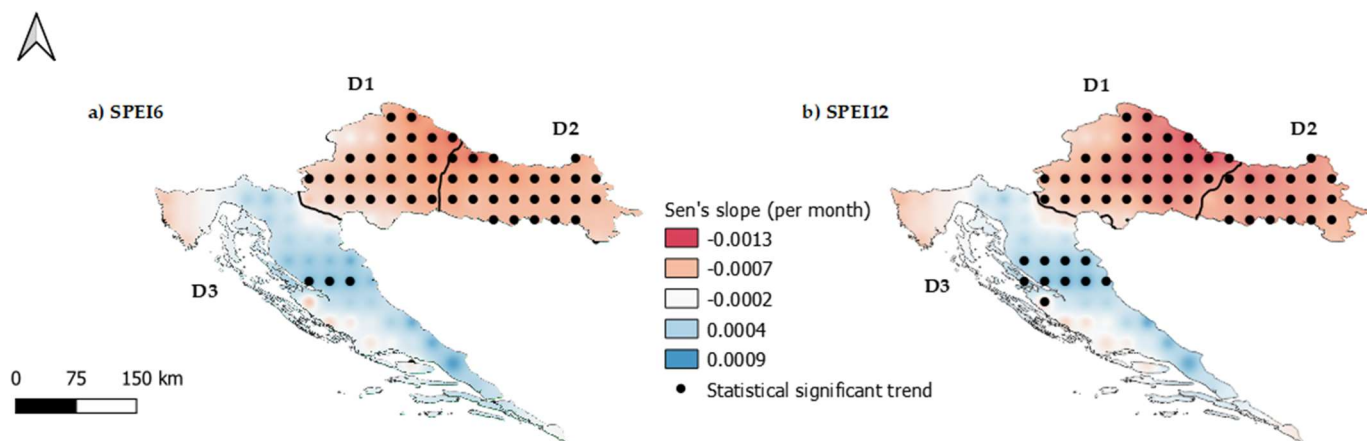 D1
a) SPEI6
D2
D3
0 75 150 km
Sen's slope (per month)
-0.0013
-0.0007
-0.0002
0.0004
0.0009
Statistical significant trend
D1
b) SPEI12
D2
D3